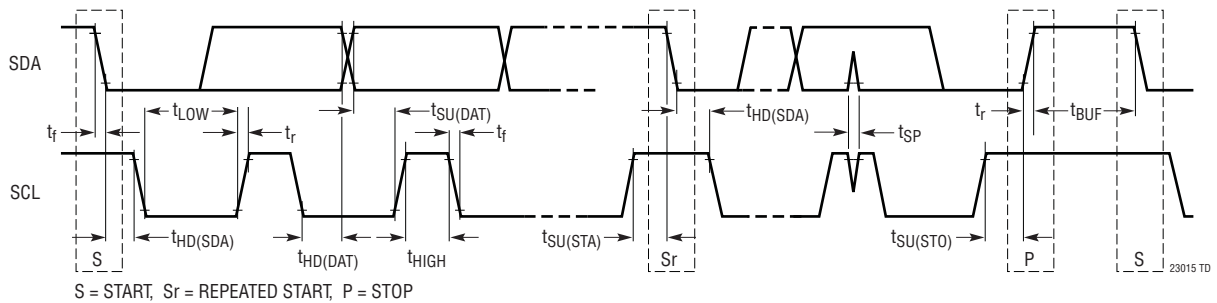 SDA
t_LOW
t_SU(DAT)
t_HD(SDA)
t_r
t_BUF
t_f
t_r
t_f
t_SP
SCL
t_HD(SDA)
t_HD(DAT)
t_HIGH
t_SU(STA)
t_SU(STO)
S
Sr
P
S
23015 TD
S = START, Sr = REPEATED START, P = STOP